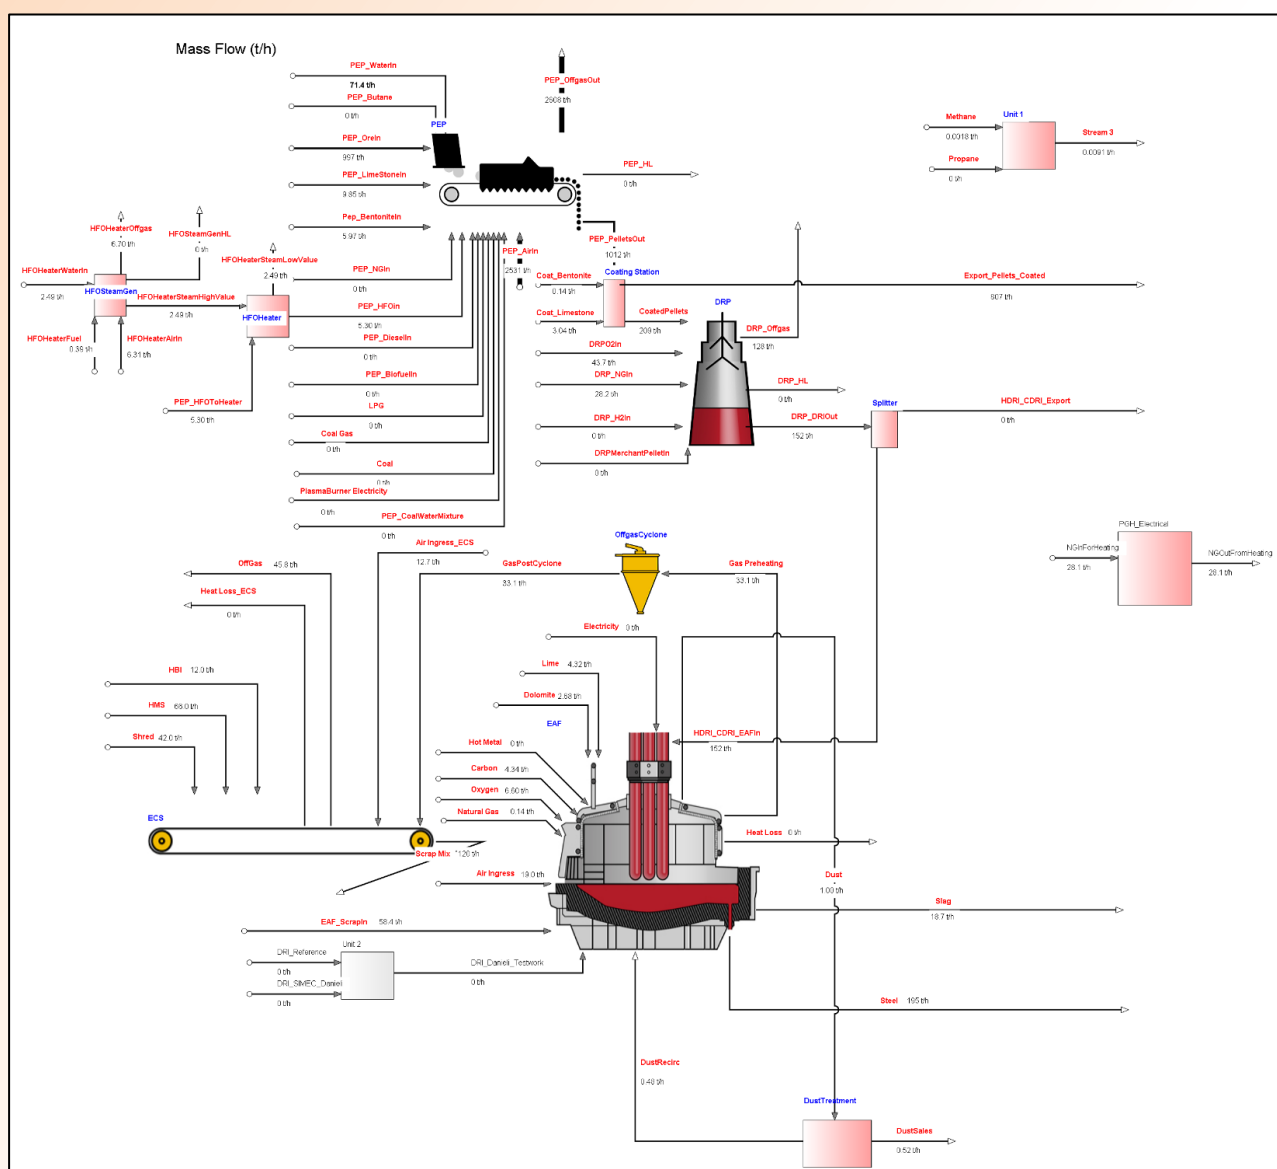 Mass Flow (t/h)
PEP_WaterIn
71.4 t/h
PEP_Butane
0 t/h
PEP
PEP_OreIn
997 t/h
PEP_LimeStoneIn
9.85 t/h
Pep_BentoniteIn
5.97 t/h
PEP_OffgasOut
2508 t/h
PEP_HL
0 t/h
PEP_PelletsOut
1012 t/h
PEP_AirIn
2531 t/h
Methane
0.0018 t/h
Propane
0 t/h
Unit 1
Stream 3
0.0091 t/h
HFOHeaterOffgas
6.70 t/h
HFOSteamGenHL
0 t/h
HFOHeaterSteamLowValue
2.49 t/h
HFOHeaterWaterIn
2.49 t/h
HFOSteamGen
HFOHeaterSteamHighValue
2.49 t/h
HFOHeater
HFOHeaterFuel
0.39 t/h
HFOHeaterAirIn
6.31 t/h
PEP_HFOToHeater
5.30 t/h
PEP_NGIn
0 t/h
PEP_HFOIn
5.30 t/h
PEP_DieselIn
0 t/h
PEP_BiofuelIn
0 t/h
LPG
0 t/h
Coal Gas
0 t/h
Coal
0 t/h
PlasmaBurner Electricity
0 t/h
PEP_CoalWaterMixture
0 t/h
Coat_Bentonite
0.14 t/h
Coating Station
Coat_Limestone
3.04 t/h
CoatedPellets
209 t/h
Export_Pellets_Coated
807 t/h
DRP
DRP_Offgas
128 t/h
DRPO2In
43.7 t/h
DRP_NGIn
28.2 t/h
DRP_H2In
0 t/h
DRPMerchantPelletIn
0 t/h
DRP_HL
0 t/h
DRP_DRIOut
152 t/h
Splitter
HDRI_CDRI_Export
0 t/h
PGH_Electrical
NGInForHeating
28.1 t/h
NGOutFromHeating
28.1 t/h
Air Ingress_ECS
12.7 t/h
OffGas 45.8 t/h
Heat Loss_ECS
0 t/h
GasPostCyclone
33.1 t/h
OffgasCyclone
Gas Preheating
33.1 t/h
Electricity 0 t/h
Lime 4.32 t/h
Dolomite 2.68 t/h
EAF
HDRI_CDRI_EAFIn
152 t/h
HBI 12.0 t/h
HMS 66.0 t/h
Shred 42.0 t/h
ECS
Scrap Mix 126 t/h
Hot Metal 0 t/h
Carbon 4.34 t/h
Oxygen 6.60 t/h
Natural Gas 0.14 t/h
Air Ingress 19.0 t/h
Heat Loss 0 t/h
Dust
1.00 t/h
Slag
18.7 t/h
EAF_ScrapIn 58.4 t/h
Unit 2
DRI_Reference
0 t/h
DRI_SIMEC_Danieli
0 t/h
DRI_Danieli_Testwork
0 t/h
Steel 195 t/h
DustRecirc
0.48 t/h
DustTreatment
DustSales
0.52 t/h